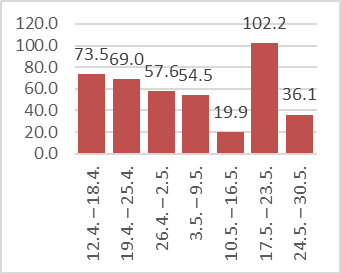 120.0
100.0
80.0
60.0
40.0
20.0
0.0
73.5
69.0
57.6
54.5
19.9
102.2
36.1
12.4. – 18.4.
19.4. – 25.4.
26.4. – 2.5.
3.5. – 9.5.
10.5. – 16.5.
17.5. – 23.5.
24.5. – 30.5.